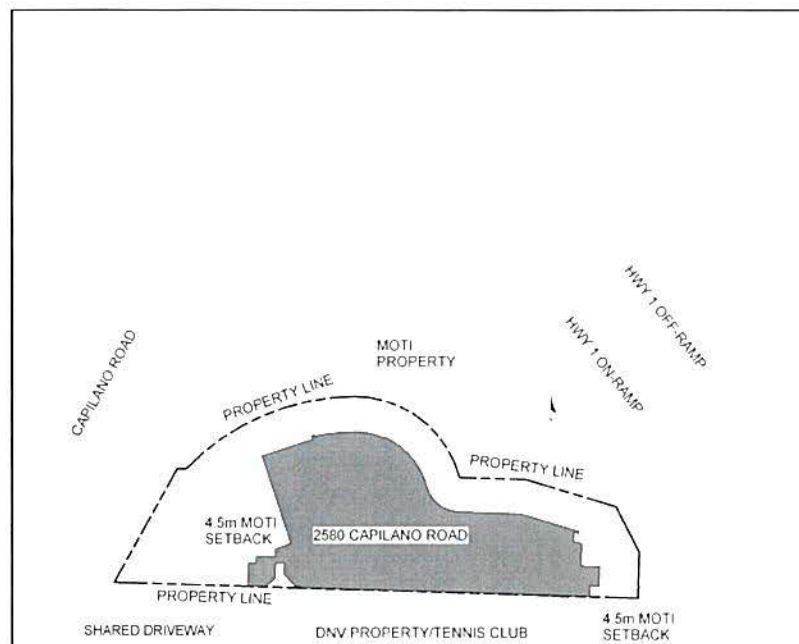 HWY 1 OFF-RAMP
HWY 1 ON-RAMP
MOTI
PROPERTY
CAPILANO ROAD
PROPERTY LINE
PROPERTY LINE
4.5m MOTI
SETBACK
2580 CAPILANO ROAD
PROPERTY LINE
SHARED DRIVEWAY
DNV PROPERTY/TENNIS CLUB
4.5m MOTI
SETBACK